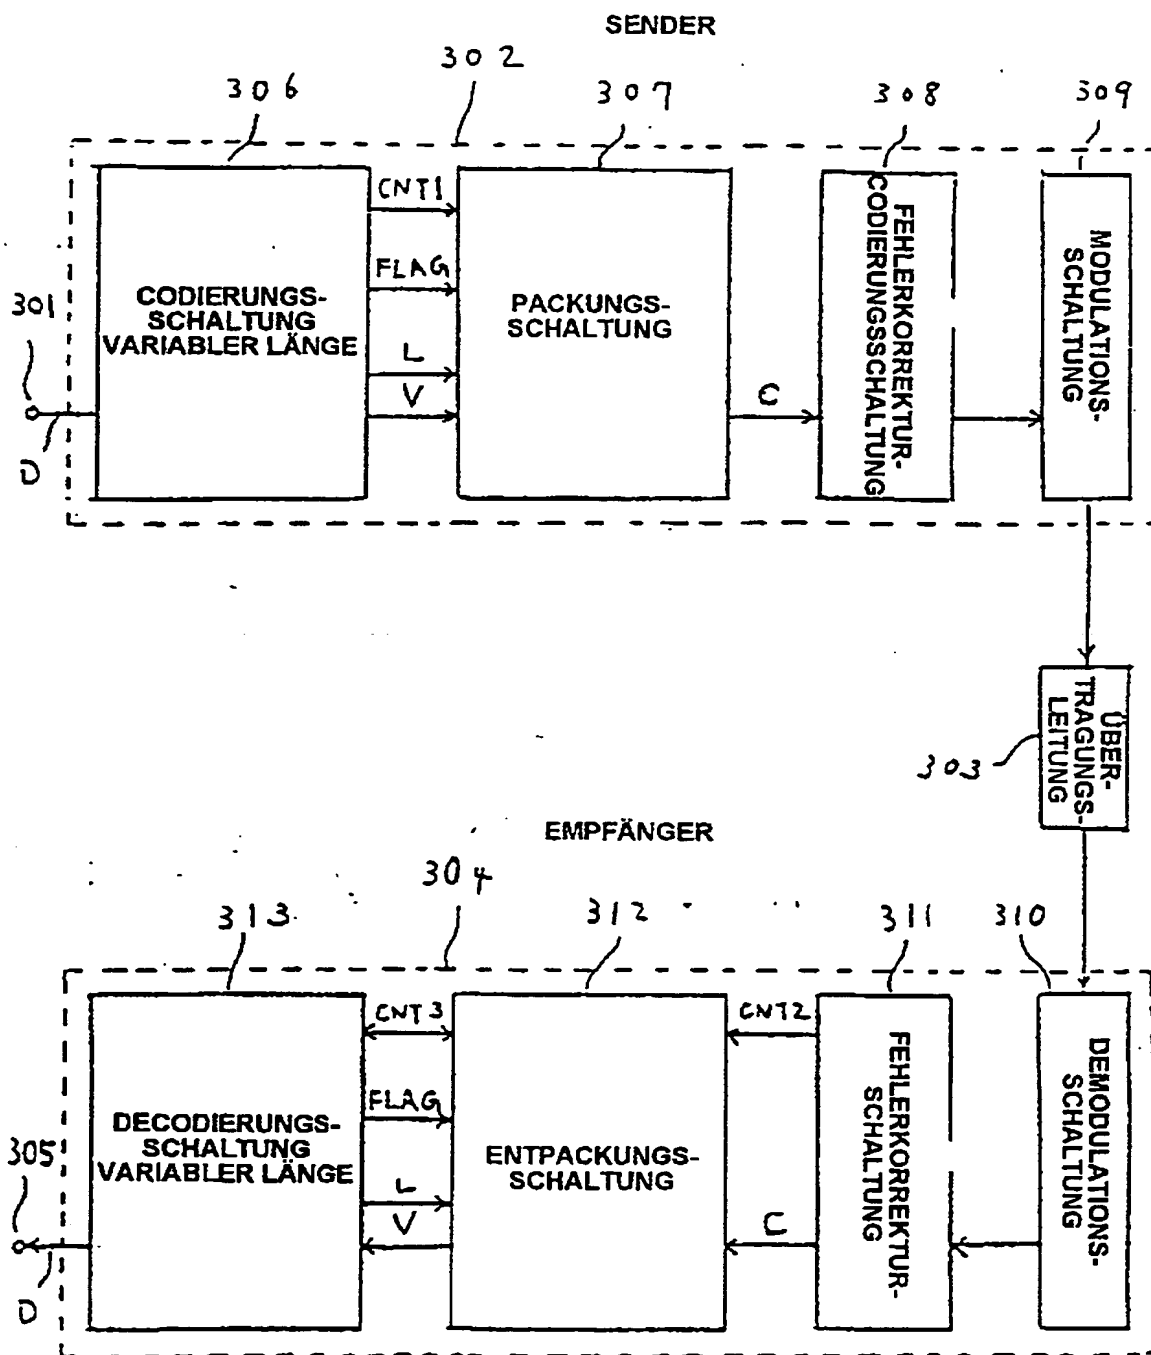 SENDER
302
306
307
308
309
CNT1
FLAG
L
V
CODIERUNGS-
SCHALTUNG
VARIABLER LÄNGE
PACKUNGS-
SCHALTUNG
C
FEHLERKORREKTUR-
CODIERUNGSSCHALTUNG
MODULATIONS-
SCHALTUNG
301
D
ÜBER-
TRAGUNGS-
LEITUNG
303
EMPFÄNGER
304
313
312
311
310
CNT3
FLAG
L
V
CNT2
C
DECODIERUNGS-
SCHALTUNG
VARIABLER LÄNGE
ENTPACKUNGS-
SCHALTUNG
FEHLERKORREKTUR-
SCHALTUNG
DEMODULATIONS-
SCHALTUNG
305
D